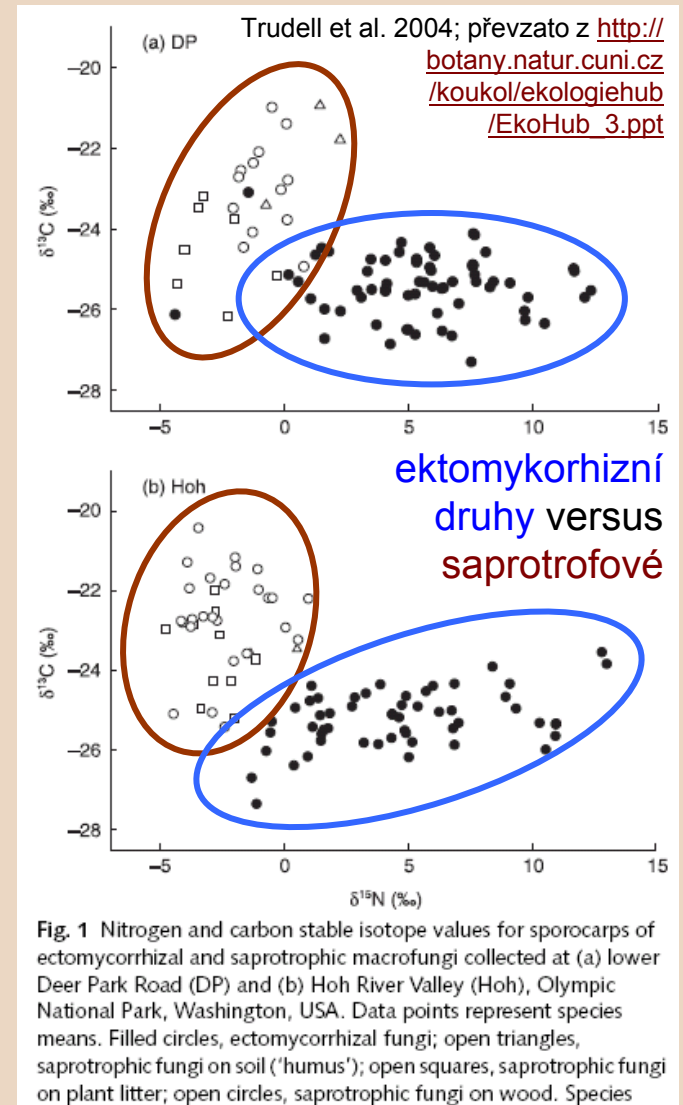 Trudell et al. 2004; převzato z http://
botany.natur.cuni.cz
/koukol/ekologiehub
/EkoHub_3.ppt
(a) DP
–20
–22
–24
–26
–28
δ13C (‰)
–5 0 5 10 15
ektomykorhizní
druhy versus
saprotrofové
(b) Hoh
–20
–22
–24
–26
–28
δ13C (‰)
–5 0 5 10 15
δ15N (‰)
Fig. 1 Nitrogen and carbon stable isotope values for sporocarps of
ectomycorrhizal and saprotrophic macrofungi collected at (a) lower
Deer Park Road (DP) and (b) Hoh River Valley (Hoh), Olympic
National Park, Washington, USA. Data points represent species
means. Filled circles, ectomycorrhizal fungi; open triangles,
saprotrophic fungi on soil (‘humus’); open squares, saprotrophic fungi
on plant litter; open circles, saprotrophic fungi on wood. Species